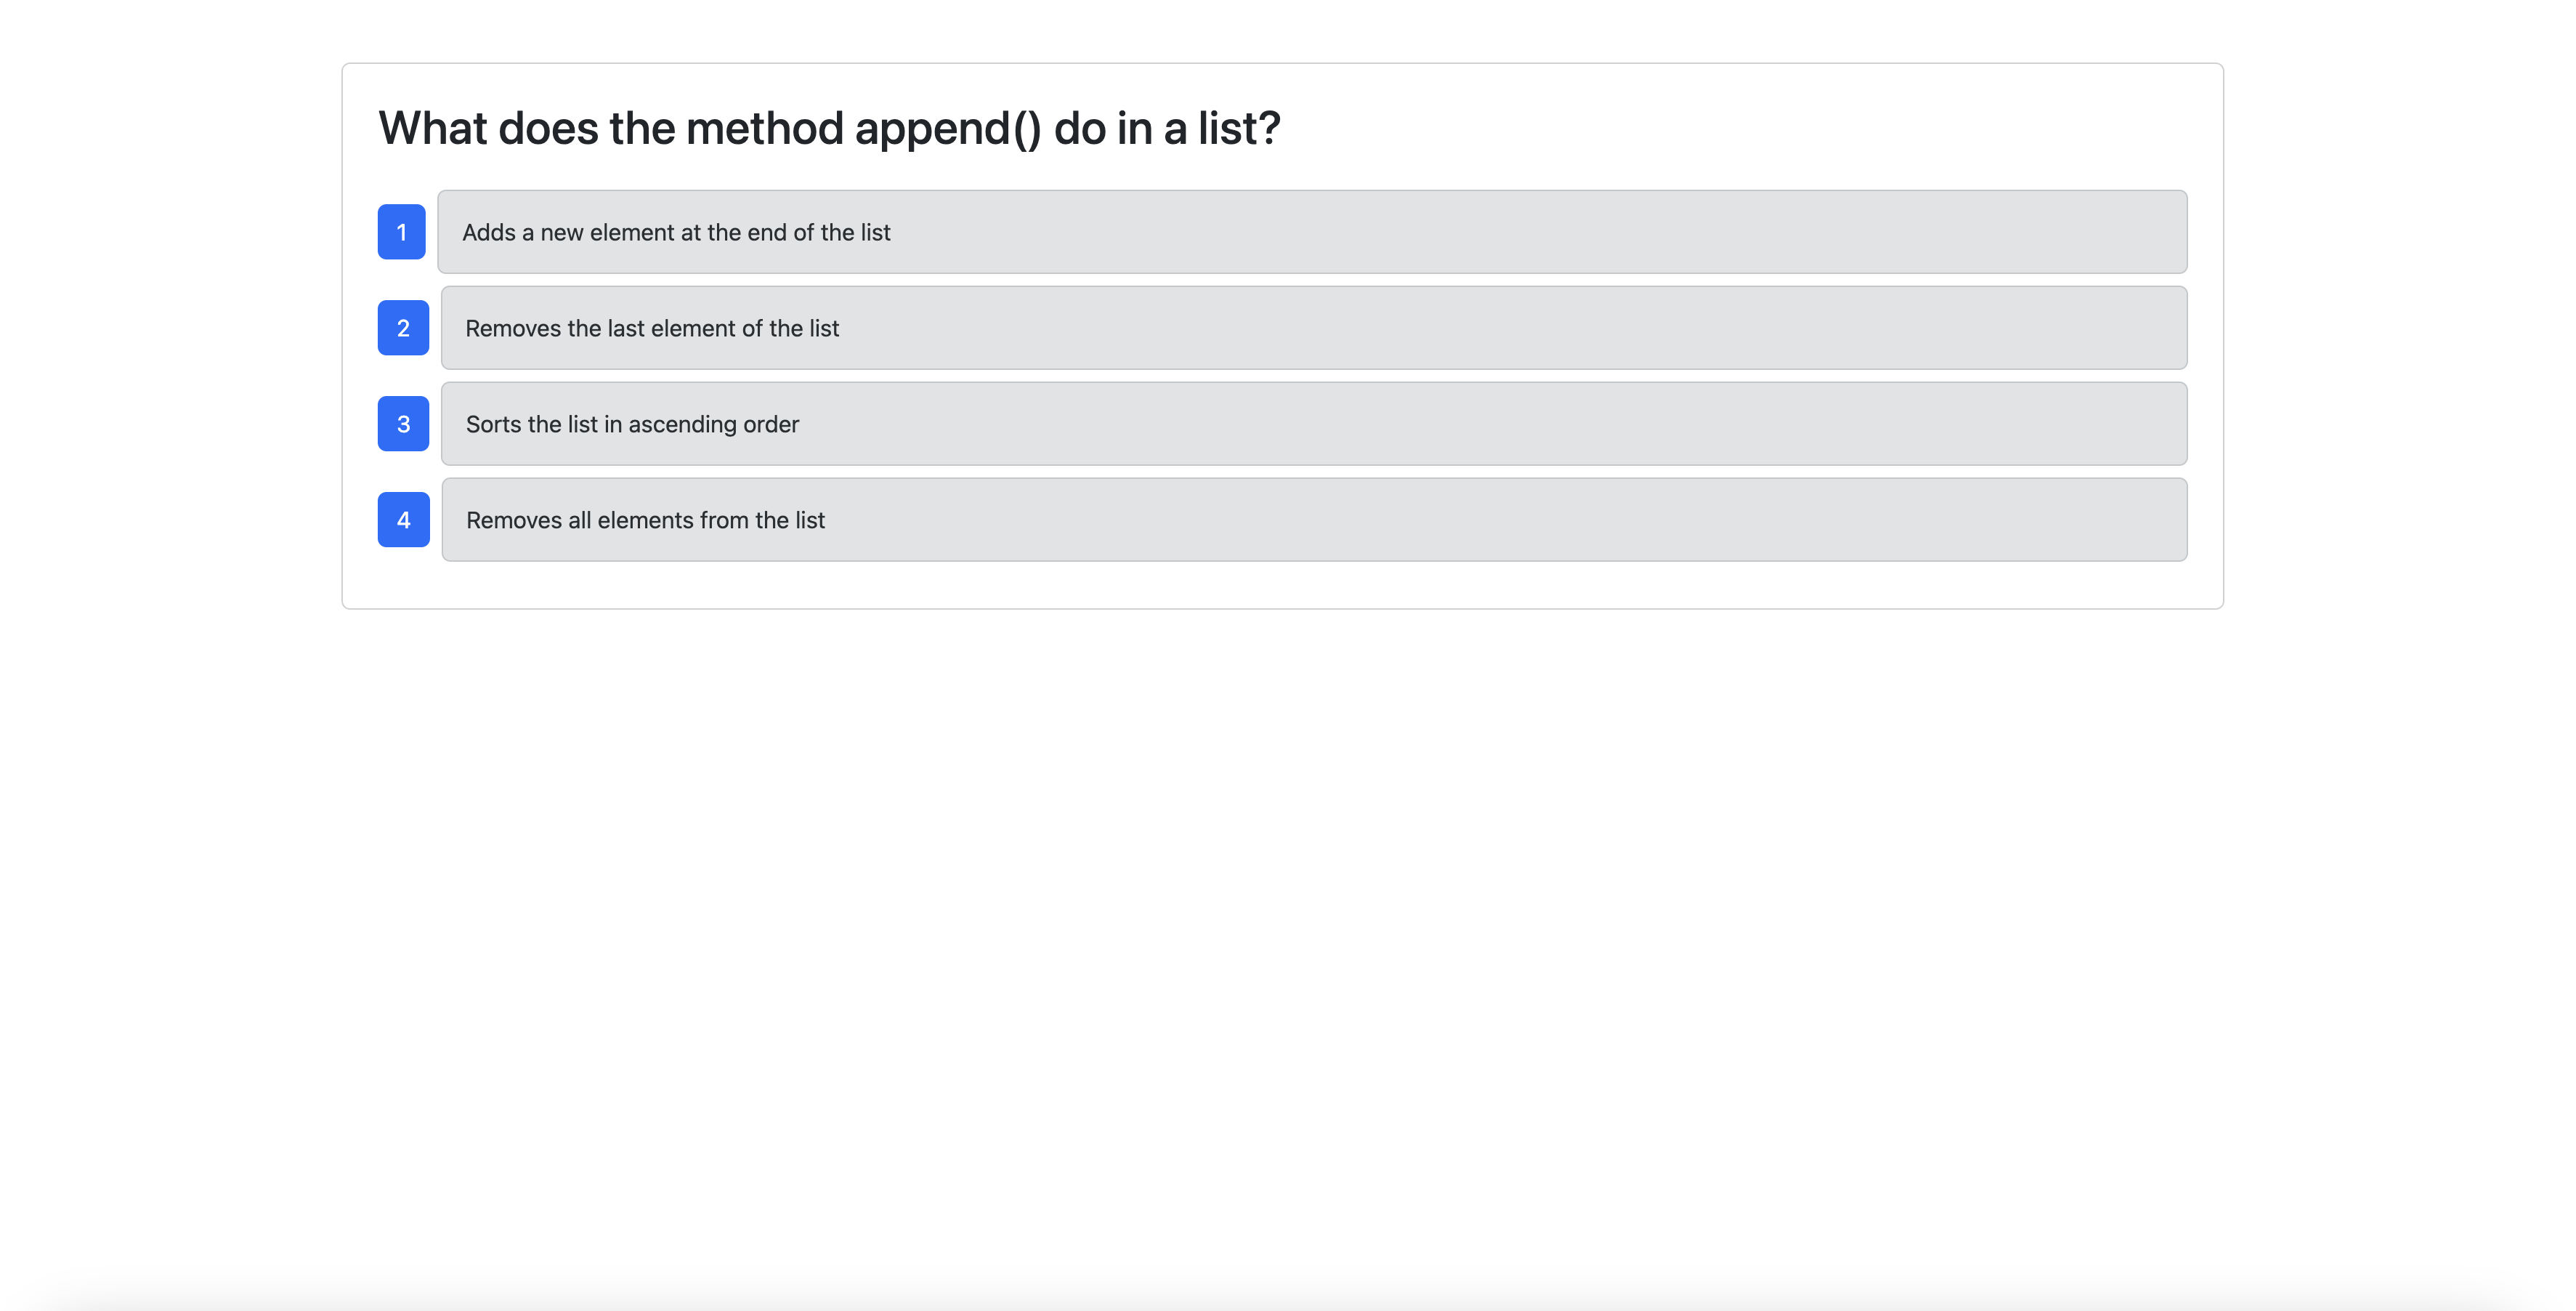 What does the method append() do in a list?
1 Adds a new element at the end of the list
2 Removes the last element of the list
3 Sorts the list in ascending order
4 Removes all elements from the list